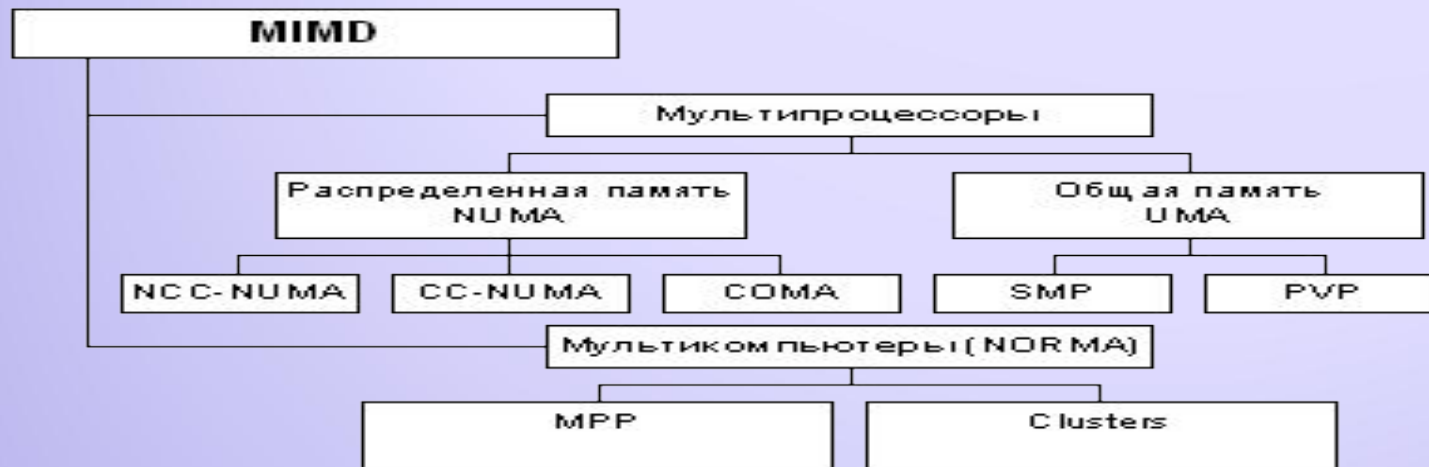 MIMD
Мультипроцессоры
Распределенная память
NUMA
Общая память
UMA
NCC-NUMA
CC-NUMA
COMA
SMP
PVP
Мультикомпьютеры(NORMA)
MPP
Clusters